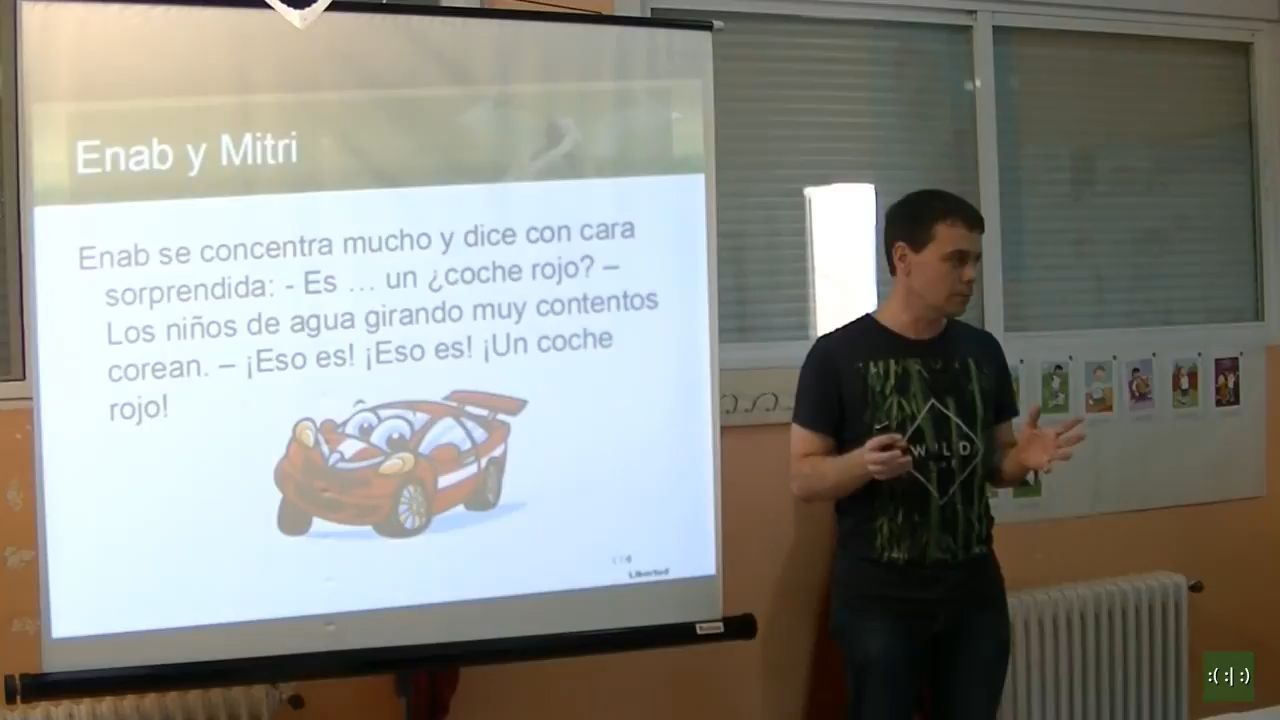 Enab y Mitri
Enab se concentra mucho y dice con cara
sorprendida: - Es … un ¿coche rojo? –
Los niños de agua girando muy contentos
corean. – ¡Eso es! ¡Eso es! ¡Un coche
rojo!
Libertad
WILD
:( :| :)